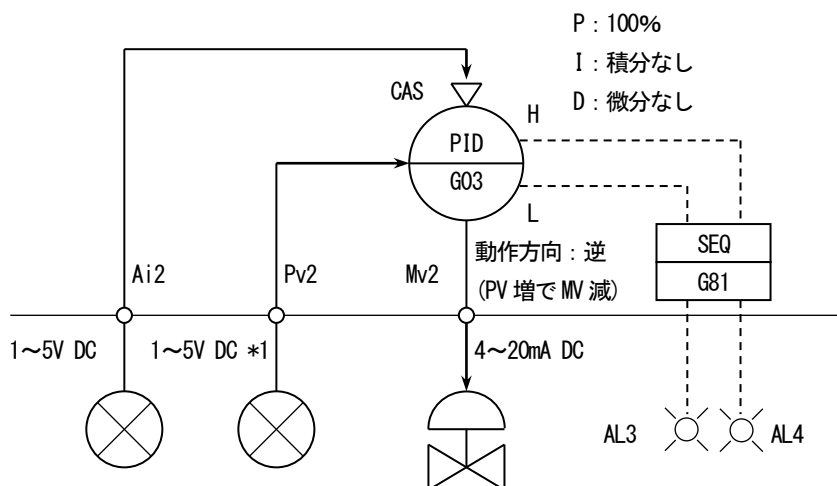 P：100%
I：積分なし
D：微分なし
CAS
H
PID
G03
L
SEQ
G81
Ai2
Pv2
Mv2
動作方向：逆
(PV 増で MV 減)
1～5V DC
1～5V DC *1
4～20mA DC
AL3
AL4